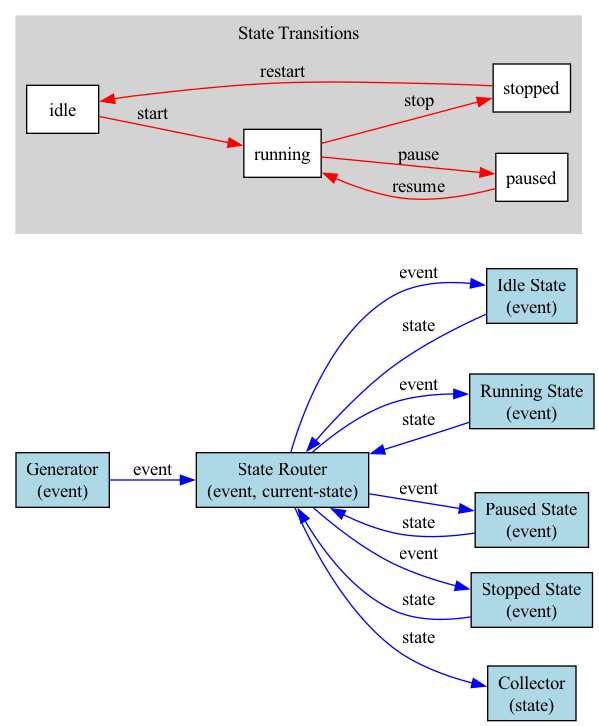 State Transitions
restart
stopped
idle
start
stop
running
pause
paused
resume
event
Idle State
(event)
state
event
Running State
(event)
state
Generator
(event)
event
State Router
(event, current-state)
event
Paused State
(event)
state
event
Stopped State
(event)
state
state
Collector
(state)